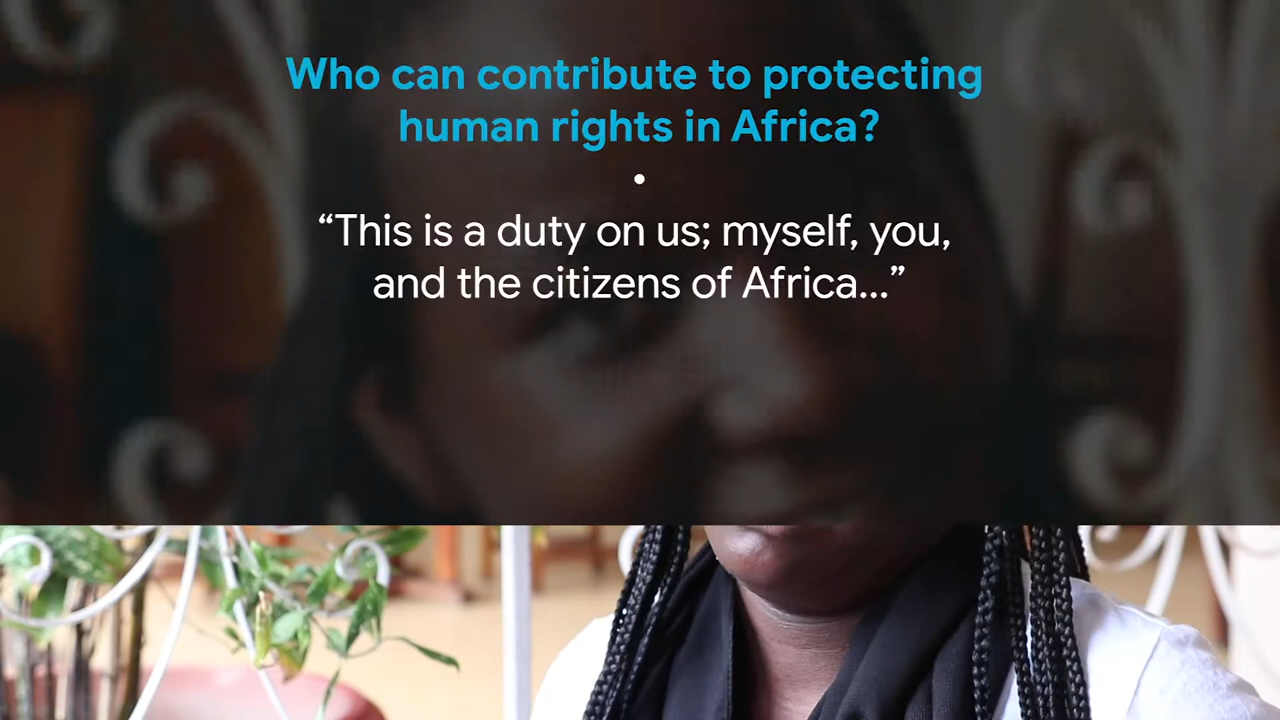 Who can contribute to protecting
human rights in Africa?
•
“This is a duty on us; myself, you,
and the citizens of Africa...”